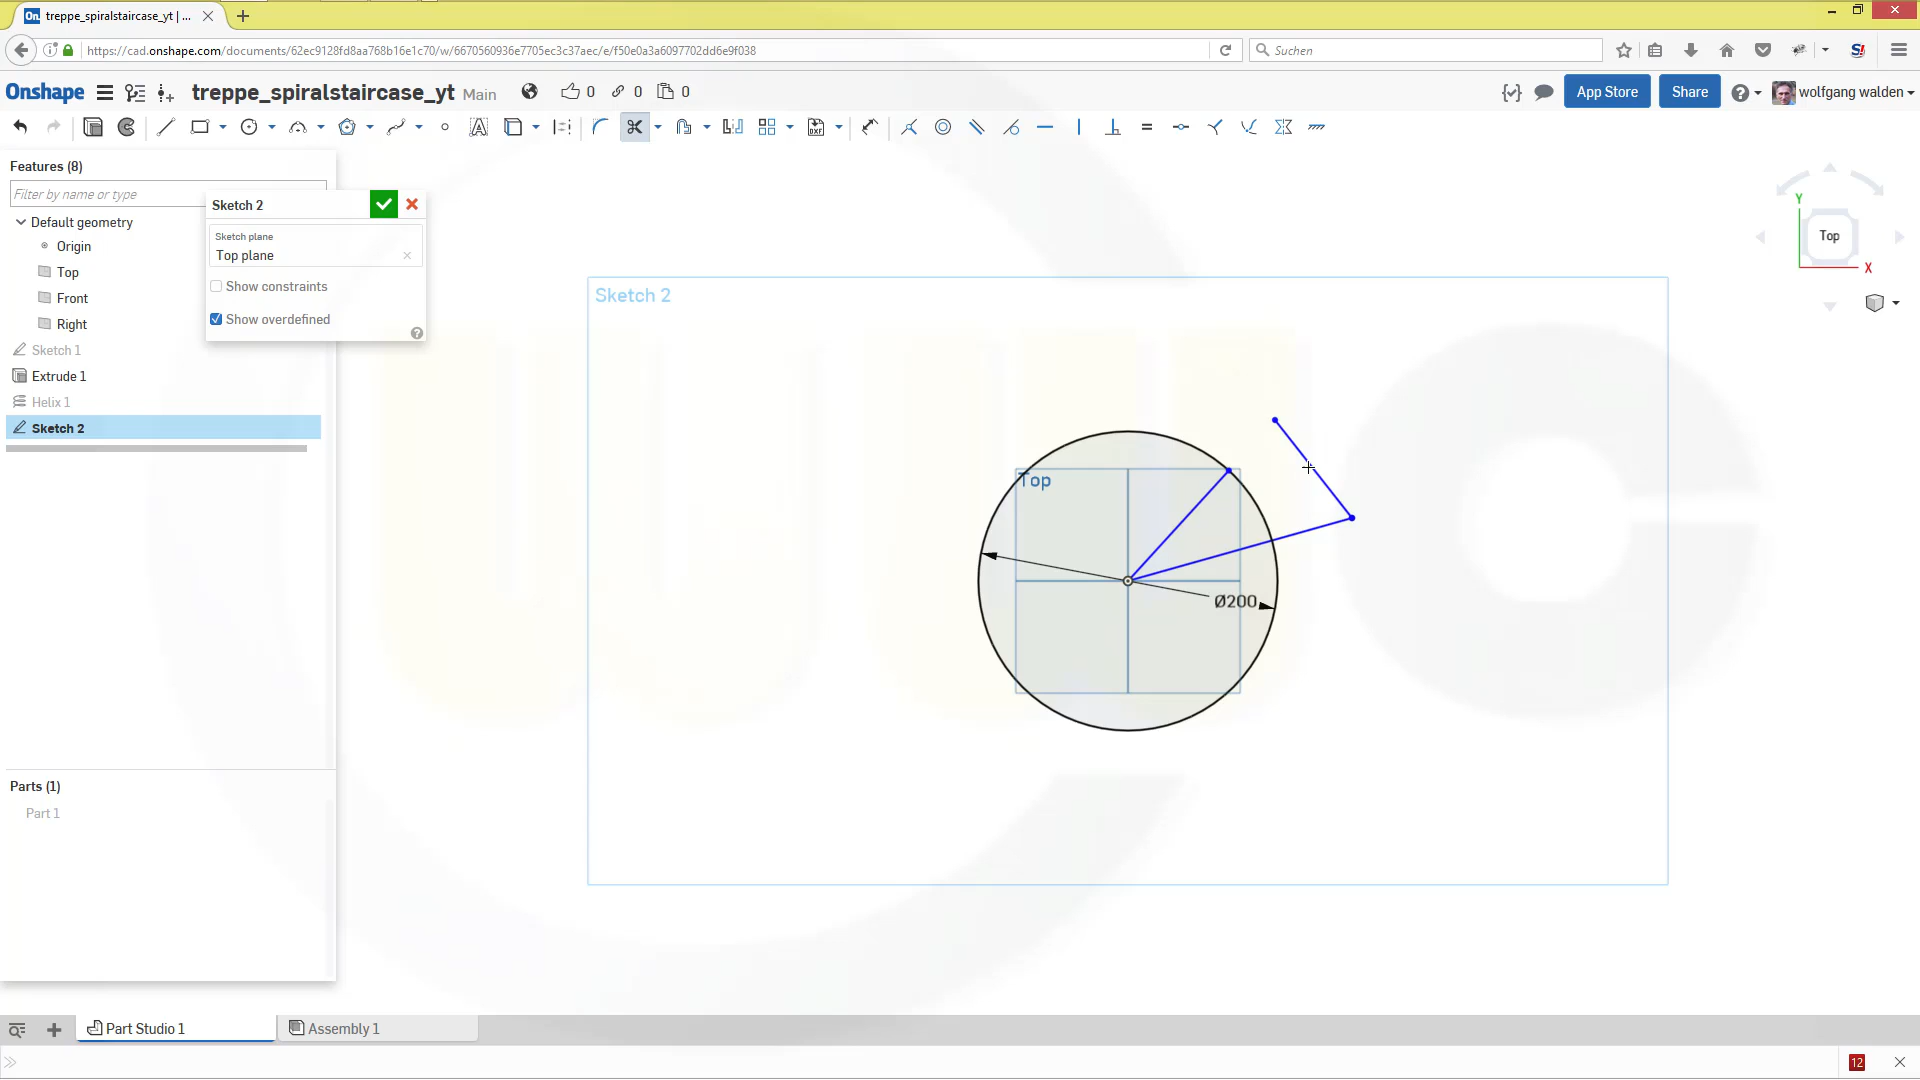 treppe_spiralstaircase_yt | ...
https://cad.onshape.com/documents/62ec9128fd8aa768b16e1c70/w/6670560936e7705ec3c37aec/e/f50e0a3a6097702dd6e9f038
Suchen
Onshape
treppe_spiralstaircase_yt Main
0
0
0
App Store
Share
wolfgang walden
Features (8)
Filter by name or type
Default geometry
Origin
Top
Front
Right
Sketch 1
Extrude 1
Helix 1
Sketch 2
Sketch 2
Sketch plane
Top plane
Show constraints
Show overdefined
Sketch 2
Top
Ø200
Y
Top
X
Parts (1)
Part 1
Part Studio 1
Assembly 1
12